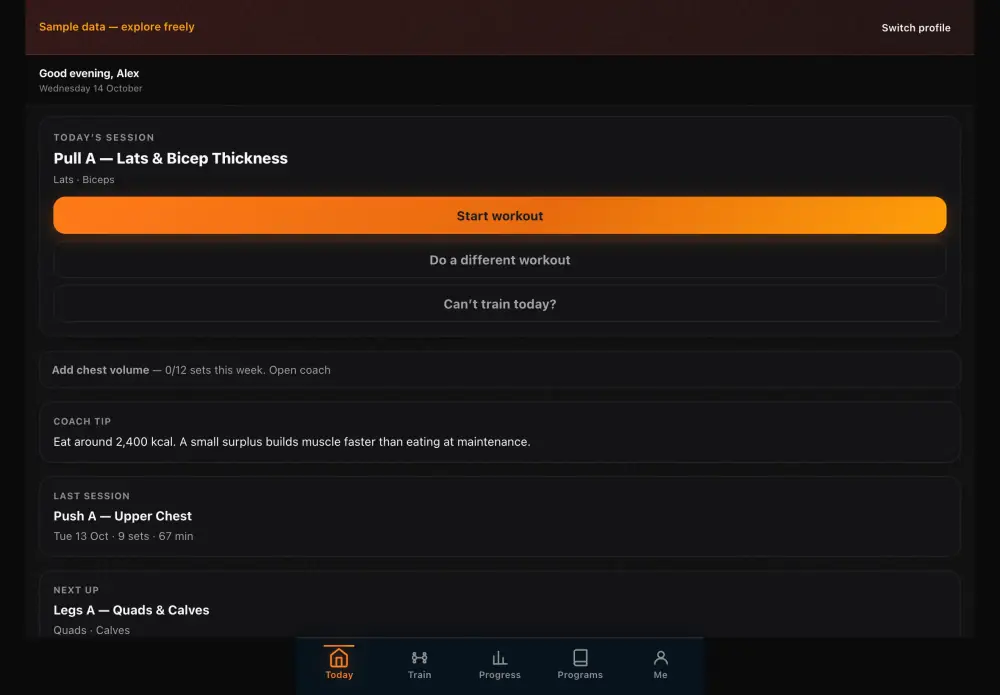 Sample data — explore freely
Switch profile
Good evening, Alex
Wednesday 14 October
TODAY'S SESSION
Pull A — Lats & Bicep Thickness
Lats · Biceps
Start workout
Do a different workout
Can't train today?
Add chest volume — 0/12 sets this week. Open coach
COACH TIP
Eat around 2,400 kcal. A small surplus builds muscle faster than eating at maintenance.
LAST SESSION
Push A — Upper Chest
Tue 13 Oct · 9 sets · 67 min
NEXT UP
Legs A — Quads & Calves
Quads · Calves
Today
Train
Progress
Programs
Me